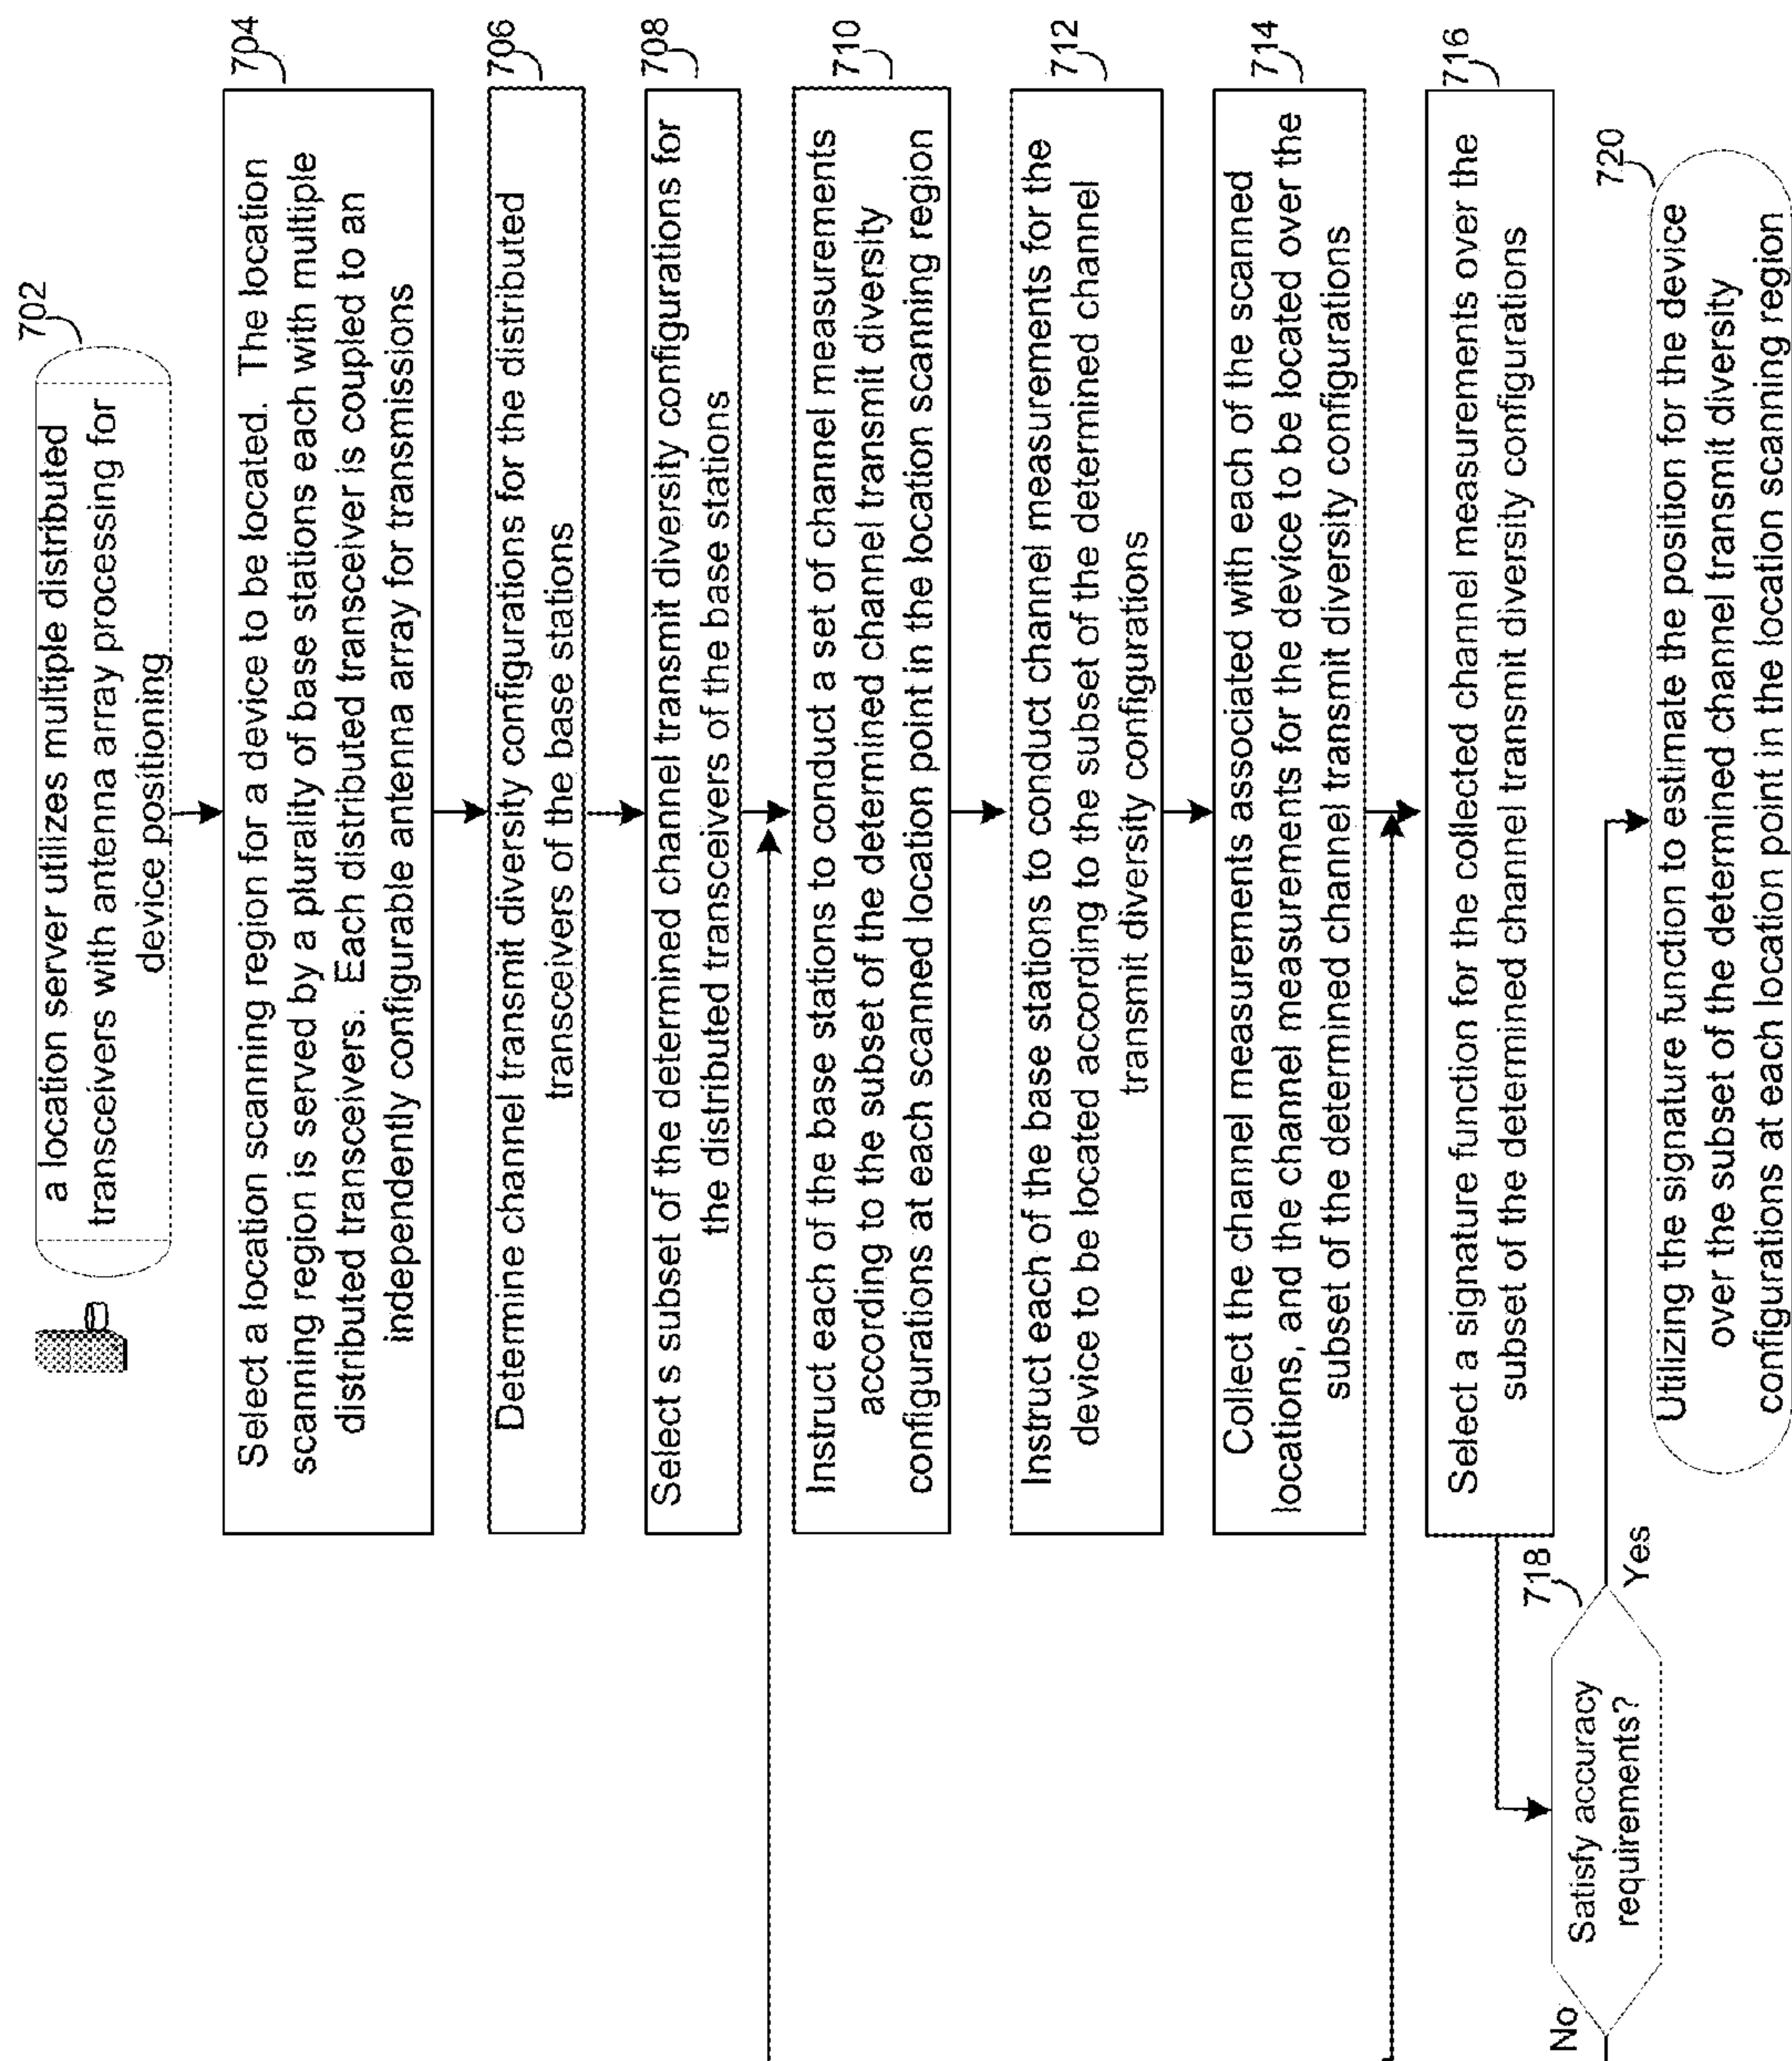 702
a location server utilizes multiple distributed
transceivers with antenna array processing for
device positioning
704
Select a location scanning region for a device to be located. The location
scanning region is served by a plurality of base stations each with multiple
distributed transceivers. Each distributed transceiver is coupled to an
independently configurable antenna array for transmissions
706
Determine channel transmit diversity configurations for the distributed
transceivers of the base stations
708
Select s subset of the determined channel transmit diversity configurations for
the distributed transceivers of the base stations
710
Instruct each of the base stations to conduct a set of channel measurements
according to the subset of the determined channel transmit diversity
configurations at each scanned location point in the location scanning region
712
Instruct each of the base stations to conduct channel measurements for the
device to be located according to the subset of the determined channel
transmit diversity configurations
714
Collect the channel measurements associated with each of the scanned
locations, and the channel measurements for the device to be located over the
subset of the determined channel transmit diversity configurations
716
Select a signature function for the collected channel measurements over the
subset of the determined channel transmit diversity configurations
718
Satisfy accuracy
requirements?
No
Yes
720
Utilizing the signature function to estimate the position for the device
over the subset of the determined channel transmit diversity
configurations at each location point in the location scanning region